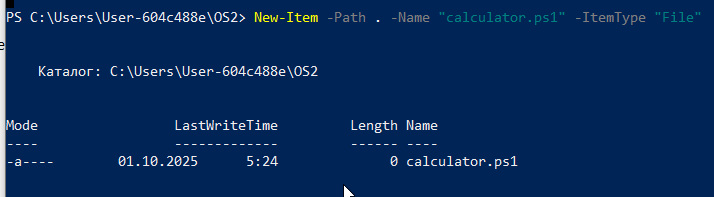 PS C:\Users\User-604c488e\OS2> New-Item -Path . -Name "calculator.ps1" -ItemType "File"
Каталог: C:\Users\User-604c488e\OS2
Mode LastWriteTime Length Name
---- ------------- ------ ----
-a---- 01.10.2025 5:24 0 calculator.ps1